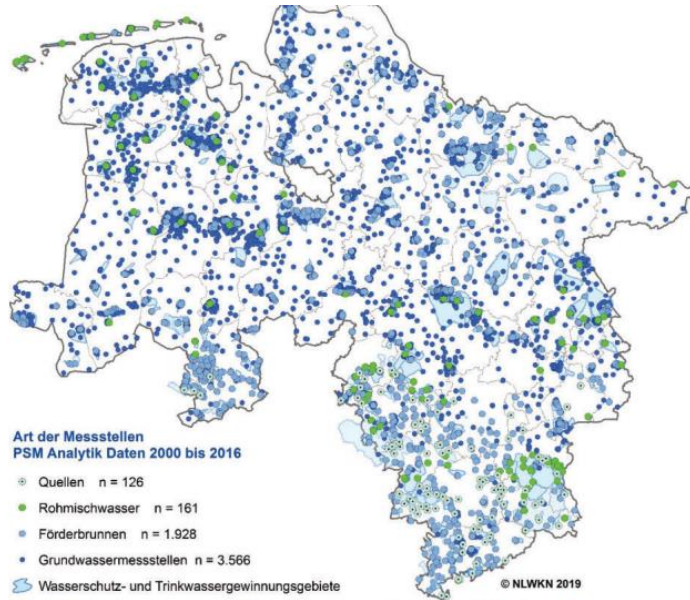 Art der Messstellen
PSM Analytik Daten 2000 bis 2016
Quellen n = 126
Rohmischwasser n = 161
Förderbrunnen n = 1.928
Grundwassermessstellen n = 3.566
Wasserschutz- und Trinkwassergewinnungsgebiete
© NLWKN 2019